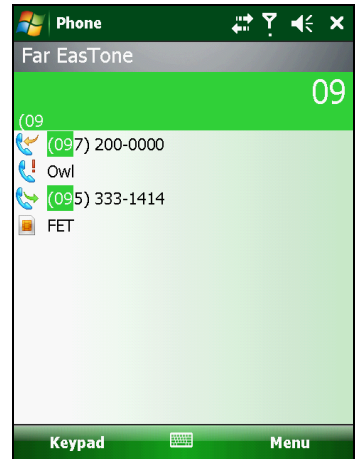 Phone
Far EasTone
09
(09
(097) 200-0000
Owl
(095) 333-1414
FET
Keypad Menu